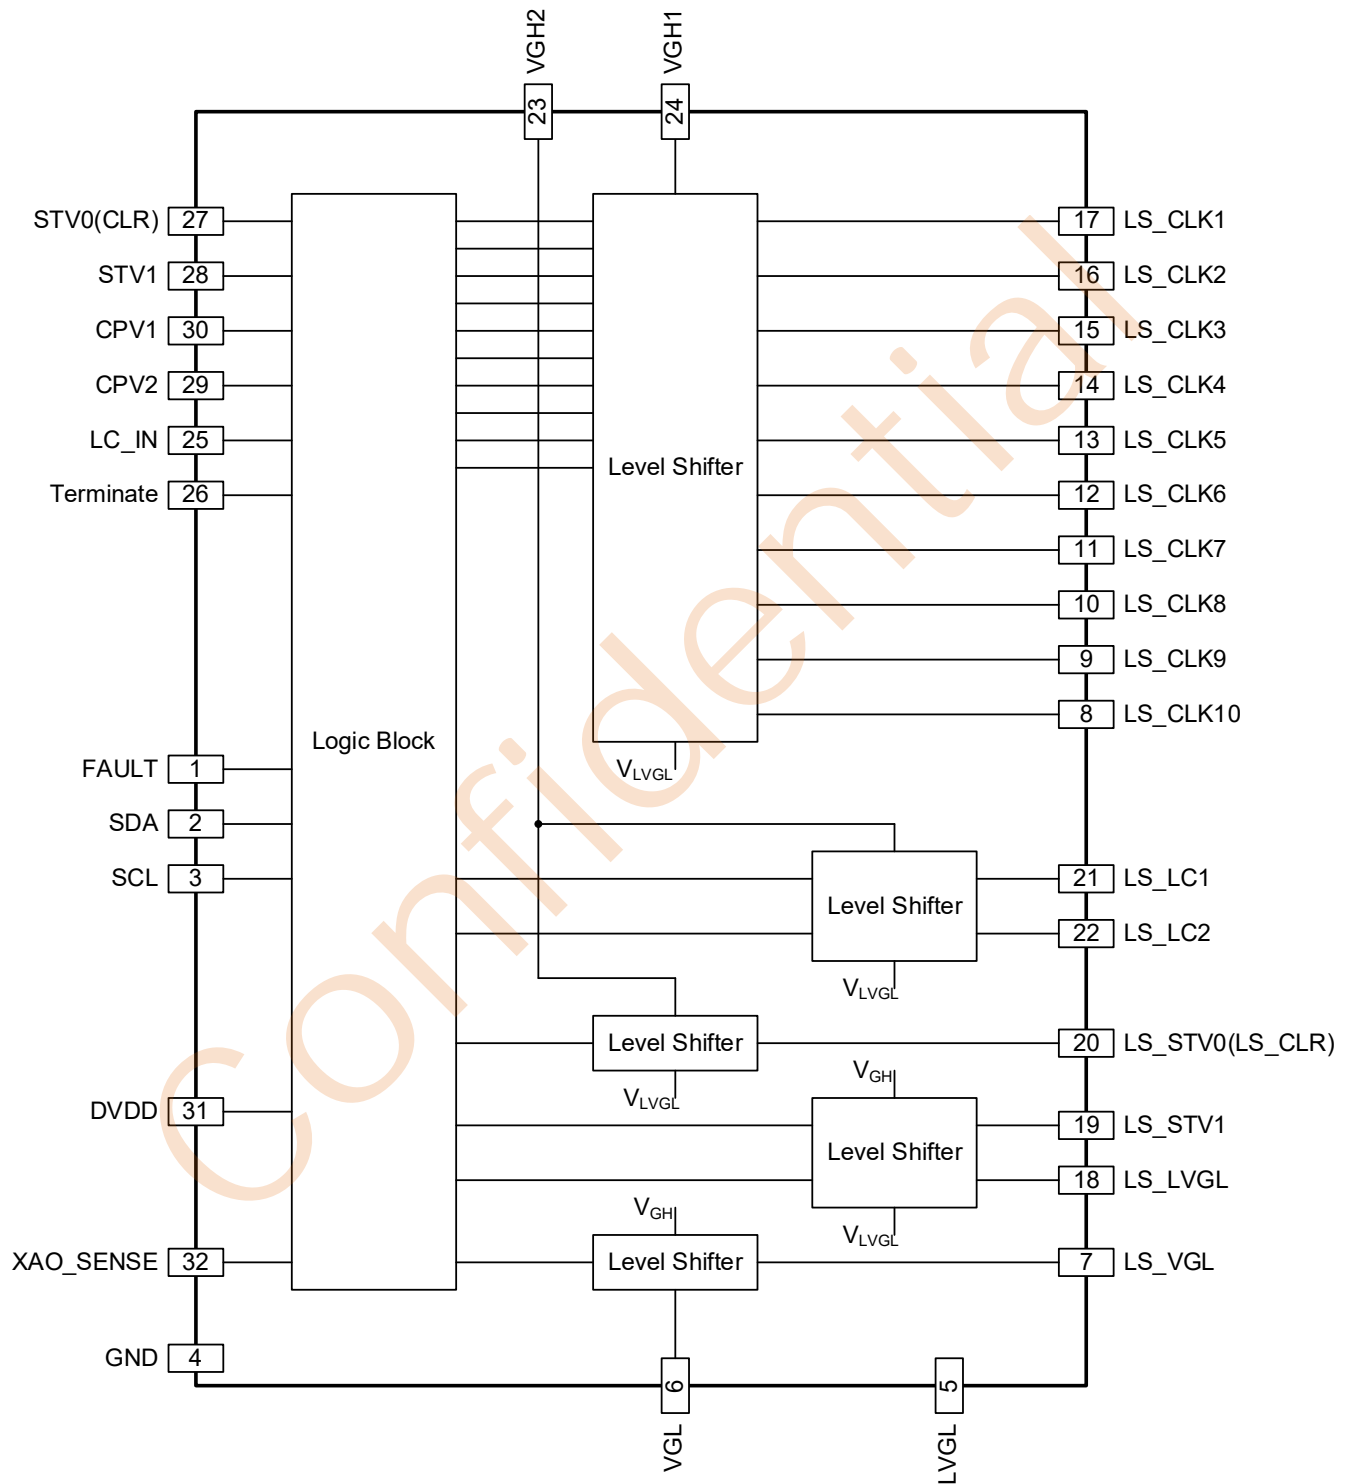 VGH2
VGH1
23
24
STV0(CLR) 27
STV1 28
CPV1 30
CPV2 29
LC_IN 25
Terminate 26
FAULT 1
SDA 2
SCL 3
DVDD 31
XAO_SENSE 32
GND 4
Logic Block
Level Shifter
VLVGL
17 LS_CLK1
16 LS_CLK2
15 LS_CLK3
14 LS_CLK4
13 LS_CLK5
12 LS_CLK6
11 LS_CLK7
10 LS_CLK8
9 LS_CLK9
8 LS_CLK10
Level Shifter
VLVGL
21 LS_LC1
22 LS_LC2
Level Shifter
VLVGL
20 LS_STV0(LS_CLR)
VGH
Level Shifter
VLVGL
19 LS_STV1
18 LS_LVGL
VGH
Level Shifter
7 LS_VGL
6
VGL
5
LVGL
Confidential